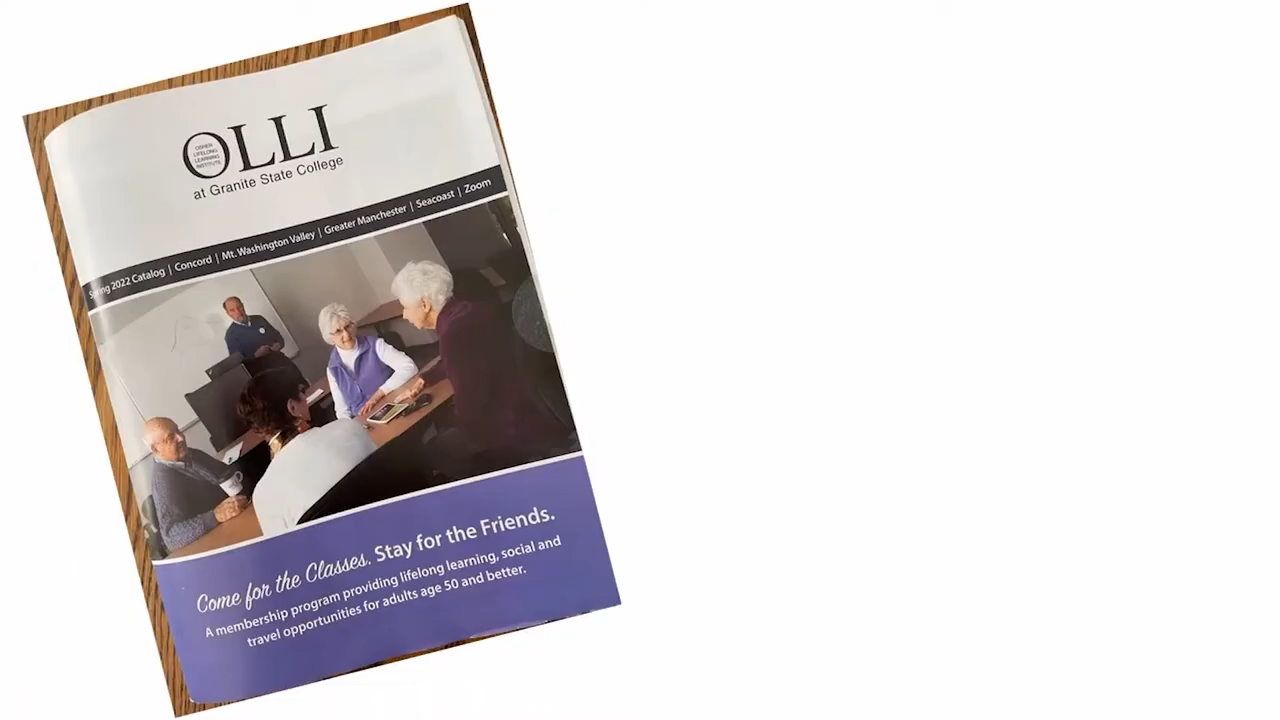 OLLI
OSHER
LIFELONG
LEARNING
INSTITUTE
at Granite State College
Spring 2022 Catalog | Concord | Mt. Washington Valley | Greater Manchester | Seacoast | Zoom
Come for the Classes. Stay for the Friends.
A membership program providing lifelong learning, social and
travel opportunities for adults age 50 and better.